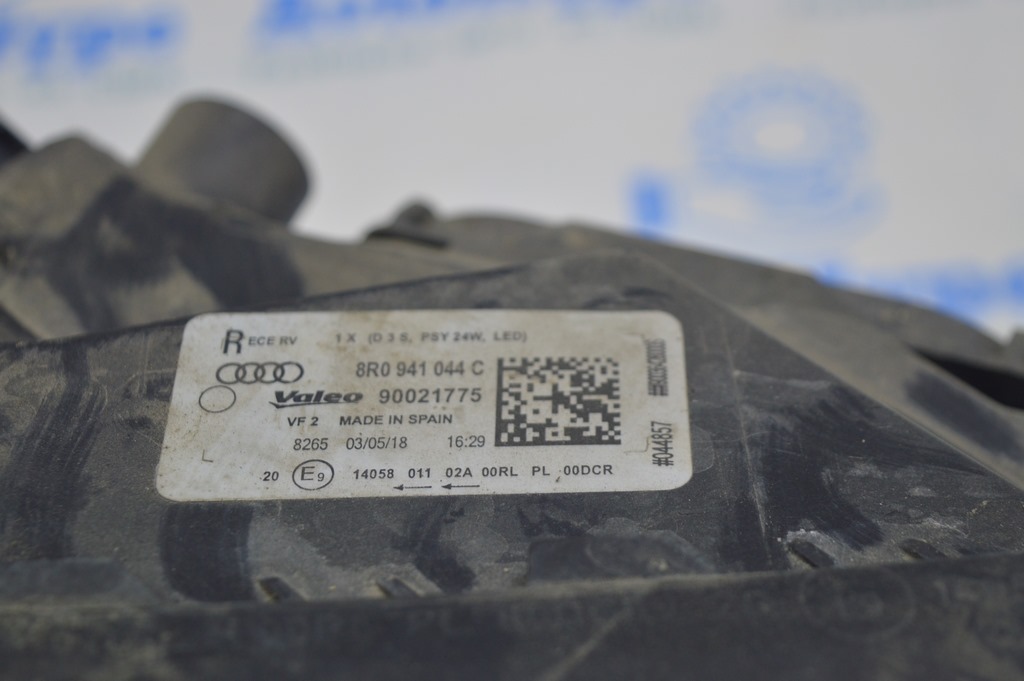 R ECE RV 1 X (D 3 S, PSY 24W, LED)
8R0 941 044 C
Valeo 90021775
VF 2 MADE IN SPAIN
8265 03/05/18 16:29
20 E9 14058 011 02A 00RL PL 00DCR
#044857